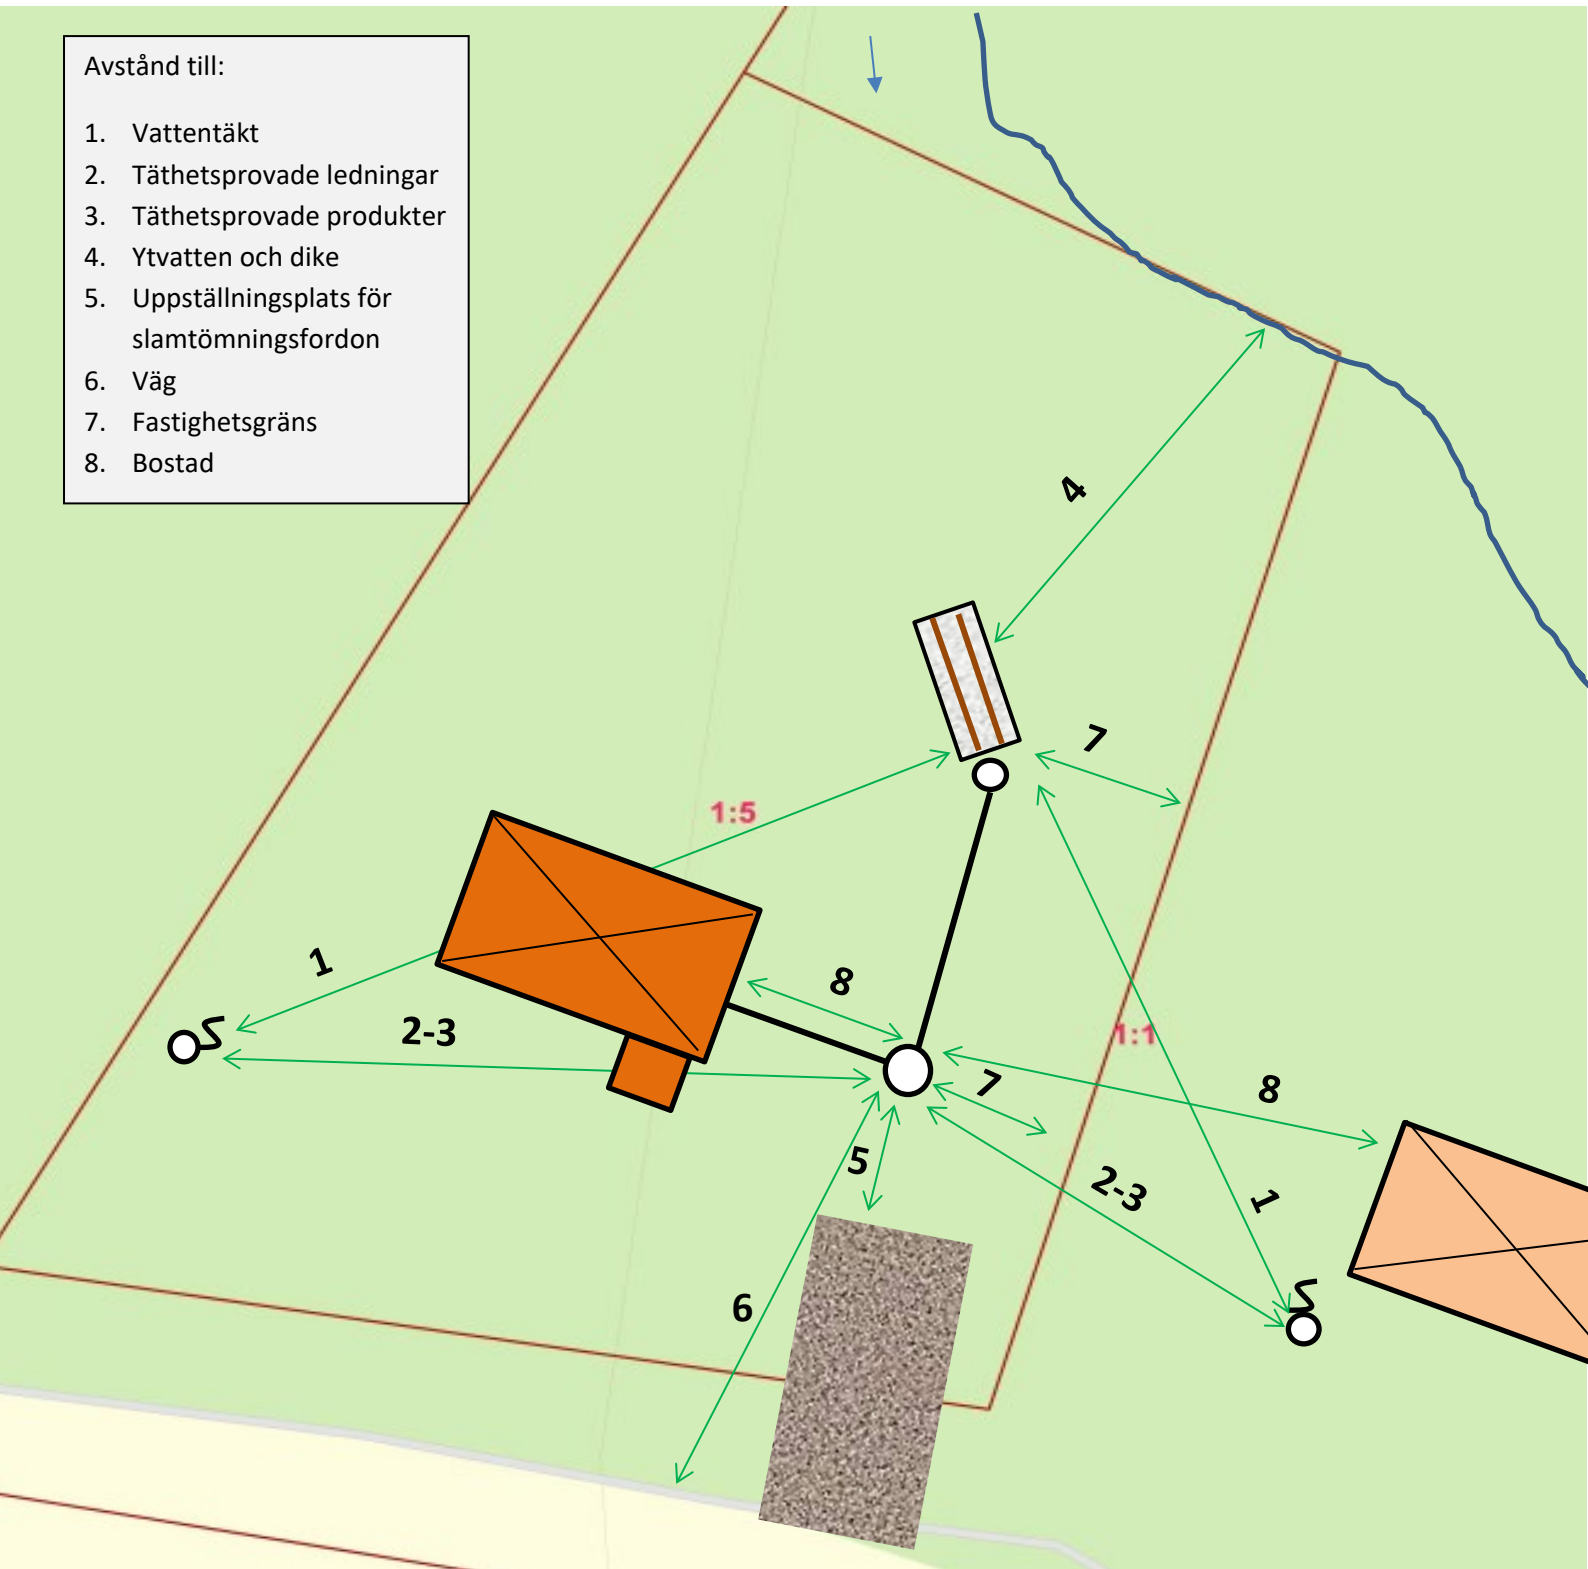 Avstånd till:
1. Vattentäkt
2. Täthetsprovade ledningar
3. Täthetsprovade produkter
4. Ytvatten och dike
5. Uppställningsplats för
slamtömningsfordon
6. Väg
7. Fastighetsgräns
8. Bostad
4
7
1:5
1
8
2-3
1:1
7
8
5
2-3
1
6